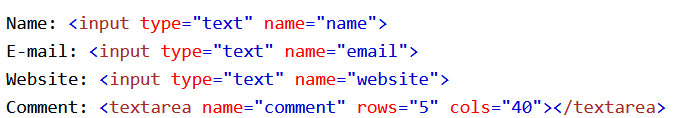 Name: <input type="text" name="name">
E-mail: <input type="text" name="email">
Website: <input type="text" name="website">
Comment: <textarea name="comment" rows="5" cols="40"></textarea>